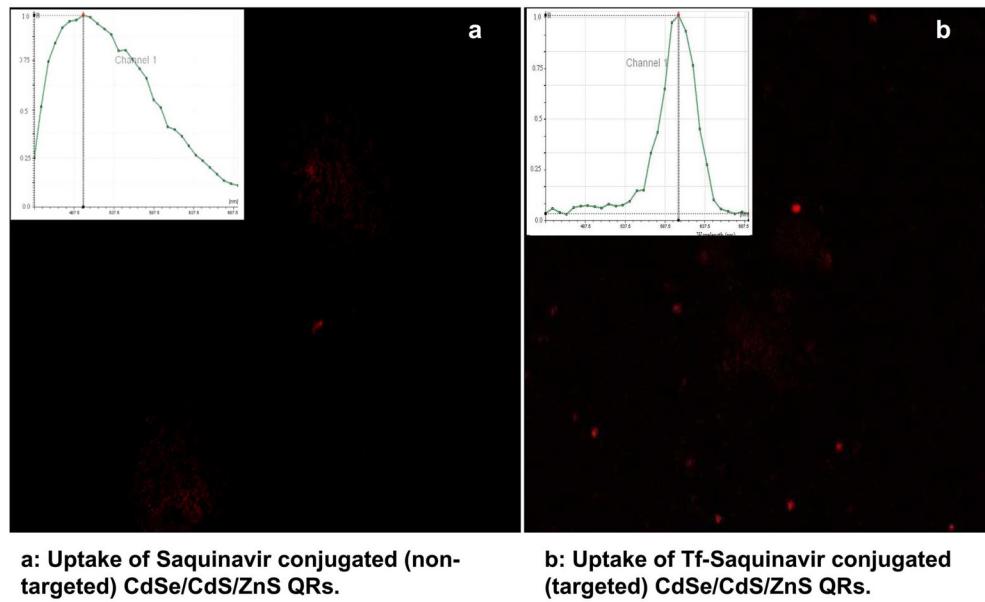 a
b
1.0
0.5
0.25
0.0
Channel 1
[nm]
1.0
0.75
0.5
0.25
0.0
Channel 1
a: Uptake of Saquinavir conjugated (non-
targeted) CdSe/CdS/ZnS QRs.
b: Uptake of Tf-Saquinavir conjugated
(targeted) CdSe/CdS/ZnS QRs.